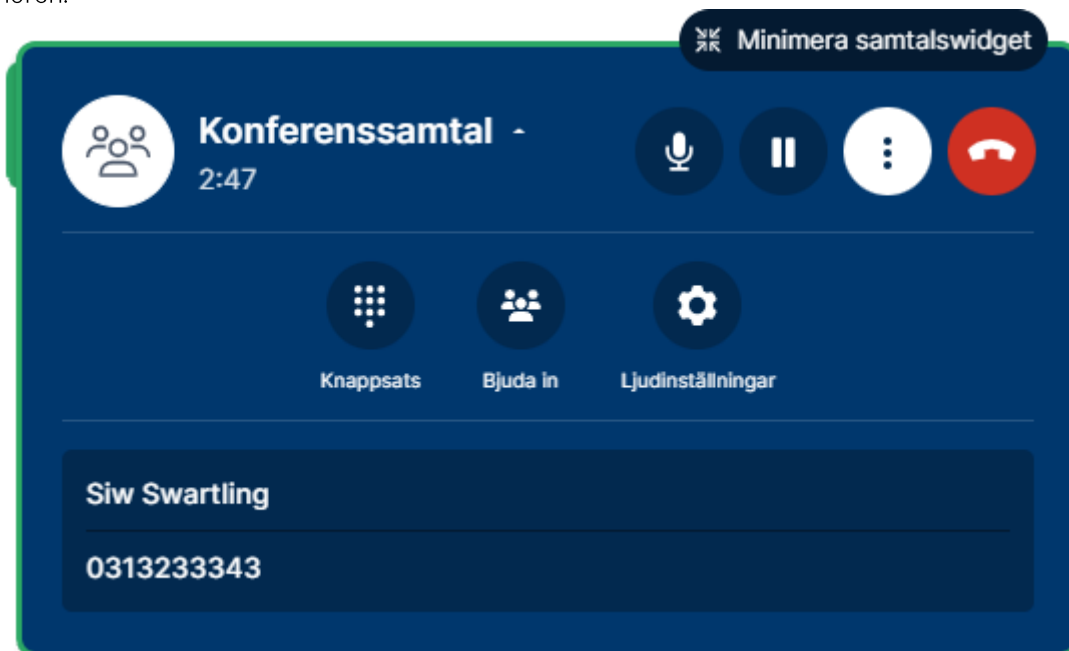 Minimera samtalswidget
Konferenssamtal
2:47
Knappsats
Bjuda in
Ljudinställningar
Siw Swartling
0313233343